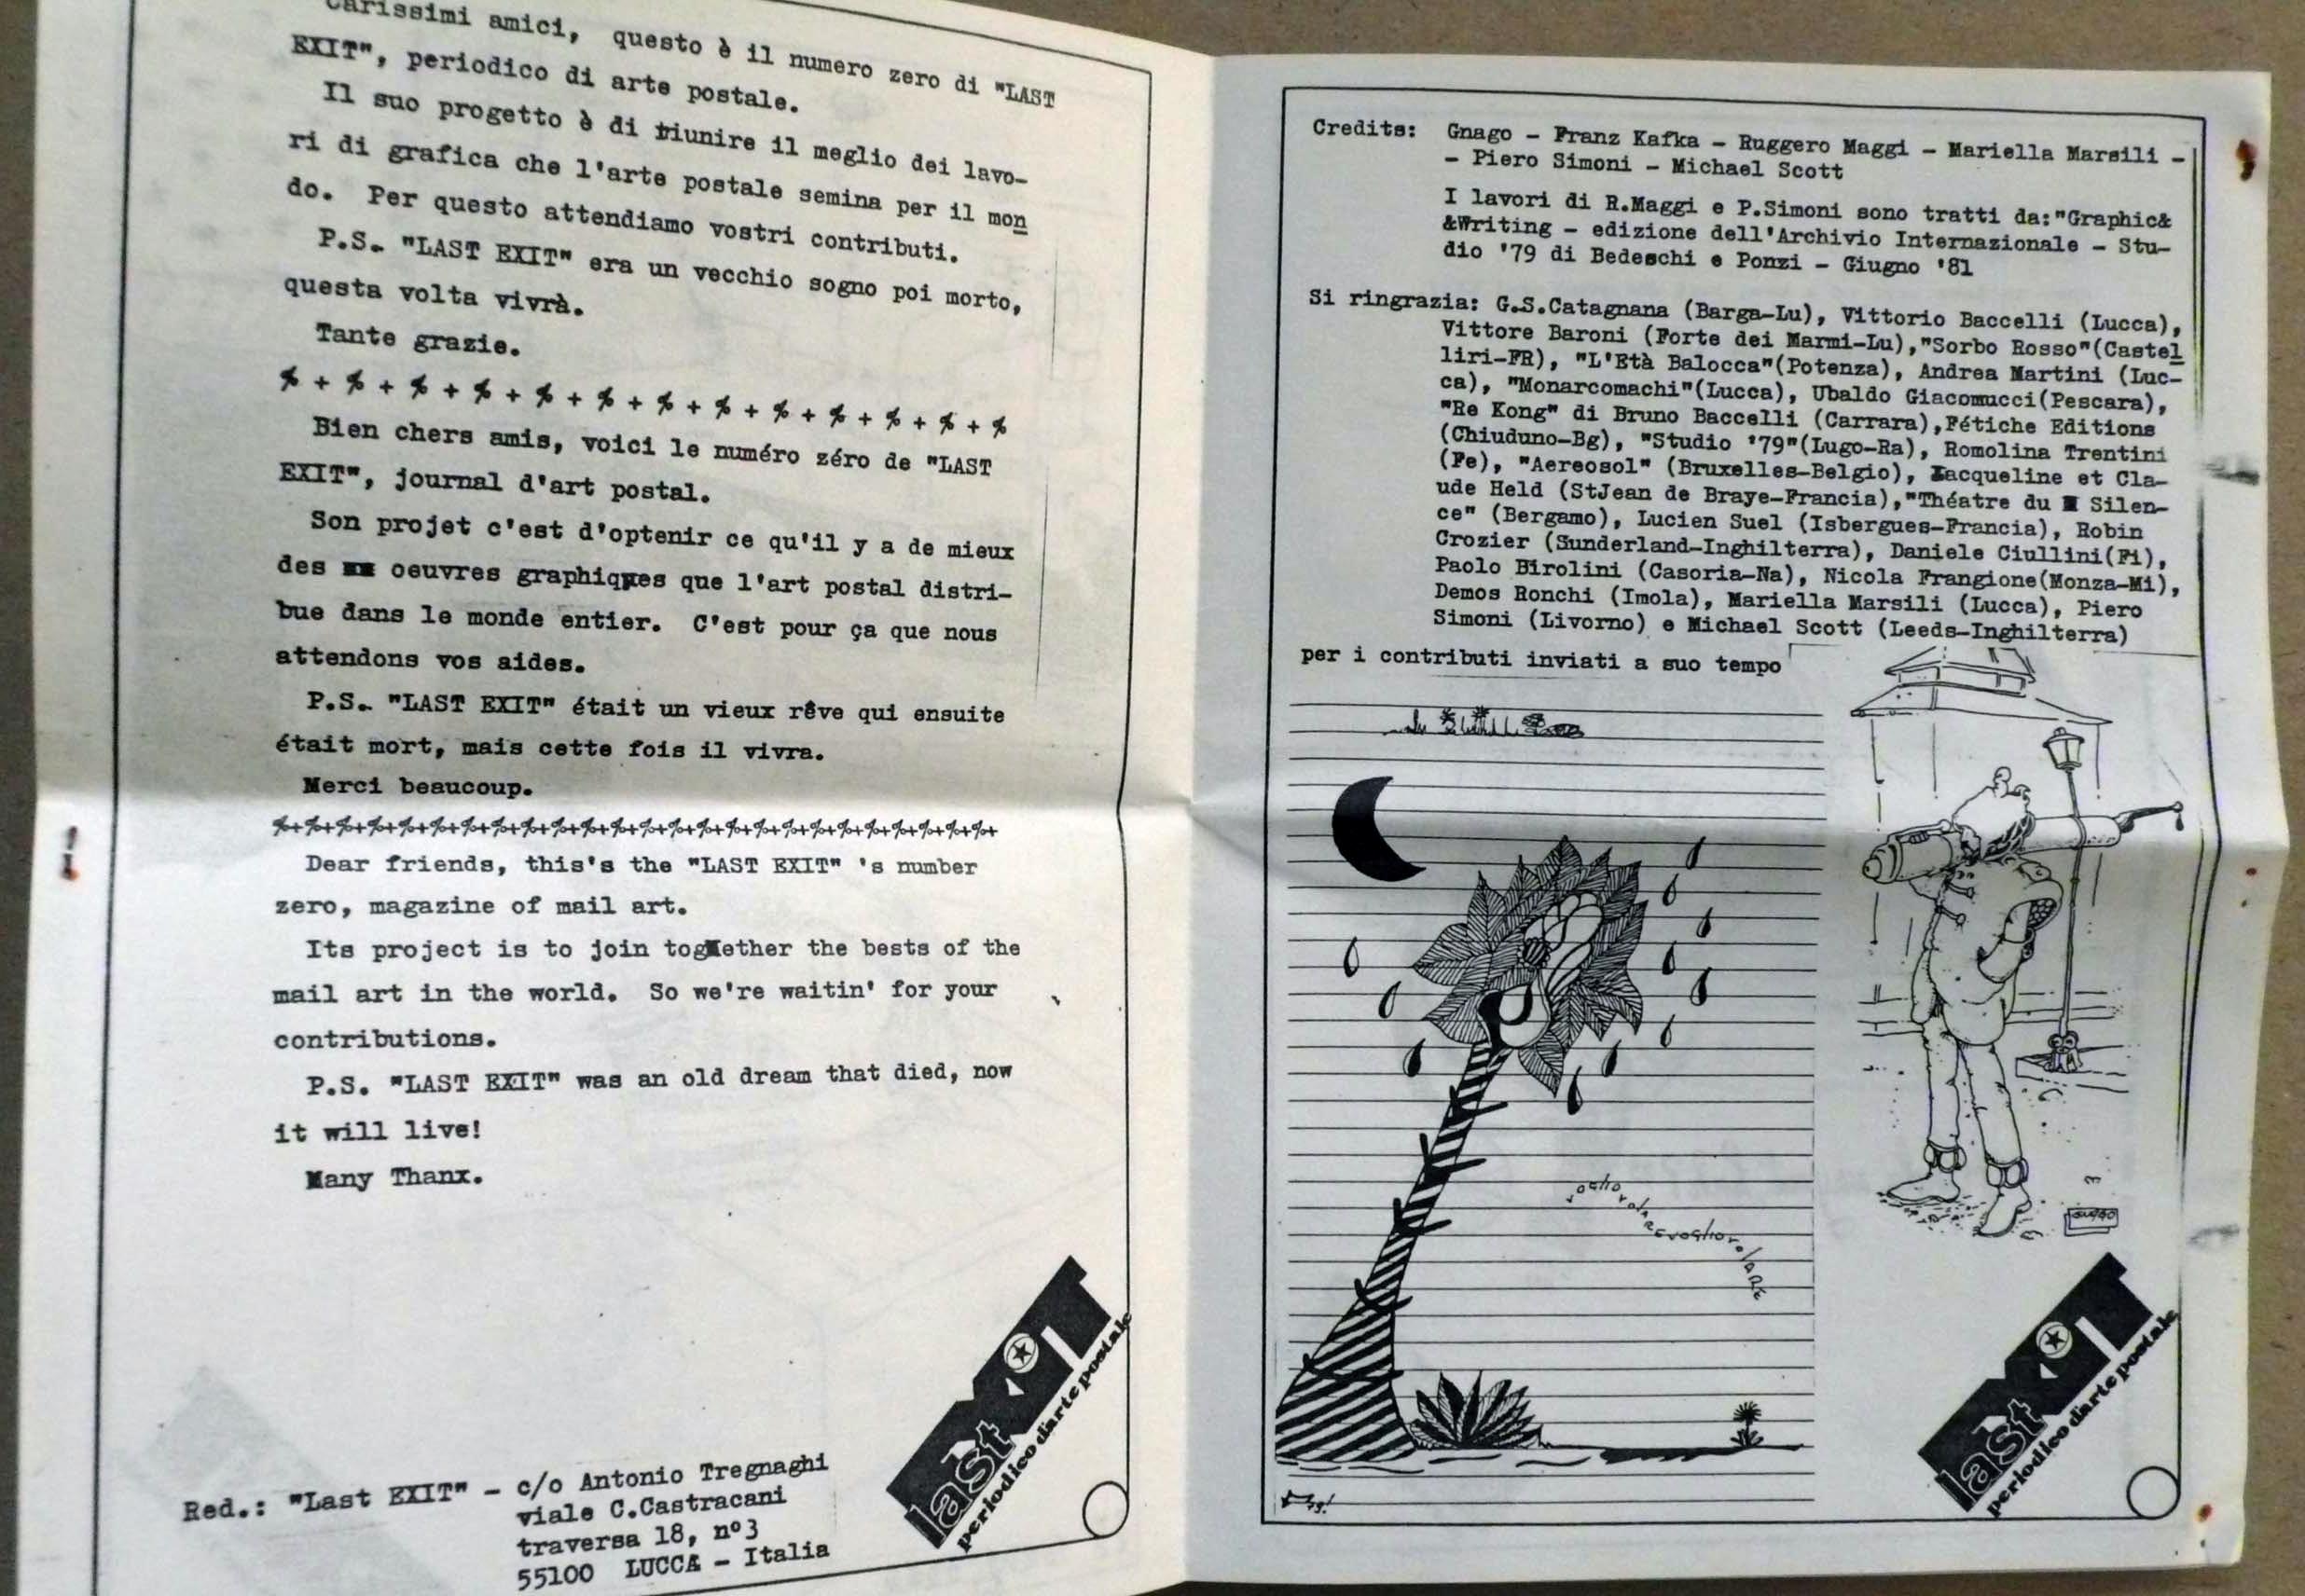 Carissimi amici, questo è il numero zero di "LAST
EXIT", periodico di arte postale.
Il suo progetto è di riunire il meglio dei lavo-
ri di grafica che l'arte postale semina per il mon
do. Per questo attendiamo vostri contributi.
P.S. "LAST EXIT" era un vecchio sogno poi morto,
questa volta vivrà.
Tante grazie.
% + % + % + % + % + % + % + % + % + % + % + % + %
Bien chers amis, voici le numéro zéro de "LAST
EXIT", journal d'art postal.
Son projet c'est d'optenir ce qu'il y a de mieux
des oeuvres graphiques que l'art postal distri-
bue dans le monde entier. C'est pour ça que nous
attendons vos aides.
P.S. "LAST EXIT" était un vieux rêve qui ensuite
était mort, mais cette fois il vivra.
Merci beaucoup.
%+%+%+%+%+%+%+%+%+%+%+%+%+%+%+%+%+%+%+%+%+%+%+%+
Dear friends, this's the "LAST EXIT" 's number
zero, magazine of mail art.
Its project is to join together the bests of the
mail art in the world. So we're waitin' for your
contributions.
P.S. "LAST EXIT" was an old dream that died, now
it will live!
Many Thanx.
Red.: "Last EXIT" - c/o Antonio Tregnaghi
viale C.Castracani
traversa 18, n°3
55100 LUCCA - Italia
last EXIT
periodico d'arte postale
Credits: Gnago - Franz Kafka - Ruggero Maggi - Mariella Marsili -
- Piero Simoni - Michael Scott
I lavori di R.Maggi e P.Simoni sono tratti da:"Graphic&
&Writing - edizione dell'Archivio Internazionale - Stu-
dio '79 di Bedeschi e Ponzi - Giugno '81
Si ringrazia: G.S.Catagnana (Barga-Lu), Vittorio Baccelli (Lucca),
Vittore Baroni (Forte dei Marmi-Lu),"Sorbo Rosso"(Castel
liri-FR), "L'Età Balocca"(Potenza), Andrea Martini (Luc-
ca), "Monarcomachi"(Lucca), Ubaldo Giacomucci(Pescara),
"Re Kong" di Bruno Baccelli (Carrara),Fétiche Editions
(Chiuduno-Bg), "Studio '79"(Lugo-Ra), Romolina Trentini
(Fe), "Aereosol" (Bruxelles-Belgio), Jacqueline et Cla-
ude Held (StJean de Braye-Francia),"Théatre du Silen-
ce" (Bergamo), Lucien Suel (Isbergues-Francia), Robin
Crozier (Sunderland-Inghilterra), Daniele Ciullini(Fi),
Paolo Birolini (Casoria-Na), Nicola Frangione(Monza-Mi),
Demos Ronchi (Imola), Mariella Marsili (Lucca), Piero
Simoni (Livorno) e Michael Scott (Leeds-Inghilterra)
per i contributi inviati a suo tempo
voglio volare voglio volare
GNAGO
last EXIT
periodico d'arte postale